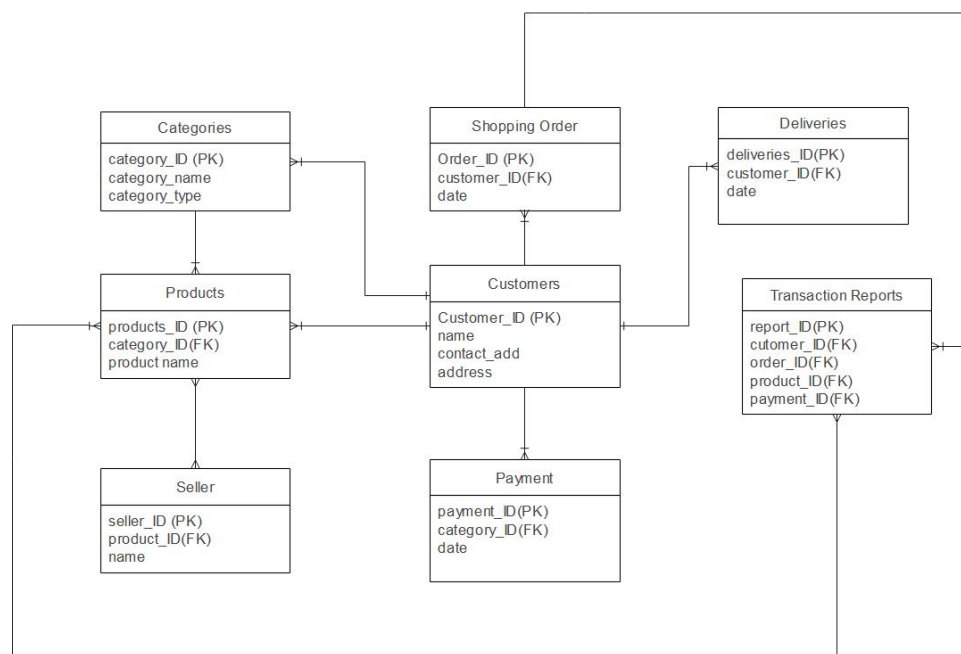 Categories
category_ID (PK)
category_name
category_type
Shopping Order
Order_ID (PK)
customer_ID(FK)
date
Deliveries
deliveries_ID(PK)
customer_ID(FK)
date
Products
products_ID (PK)
category_ID(FK)
product name
Customers
Customer_ID (PK)
name
contact_add
address
Transaction Reports
report_ID(PK)
cutomer_ID(FK)
order_ID(FK)
product_ID(FK)
payment_ID(FK)
Seller
seller_ID (PK)
product_ID(FK)
name
Payment
payment_ID(PK)
category_ID(FK)
date